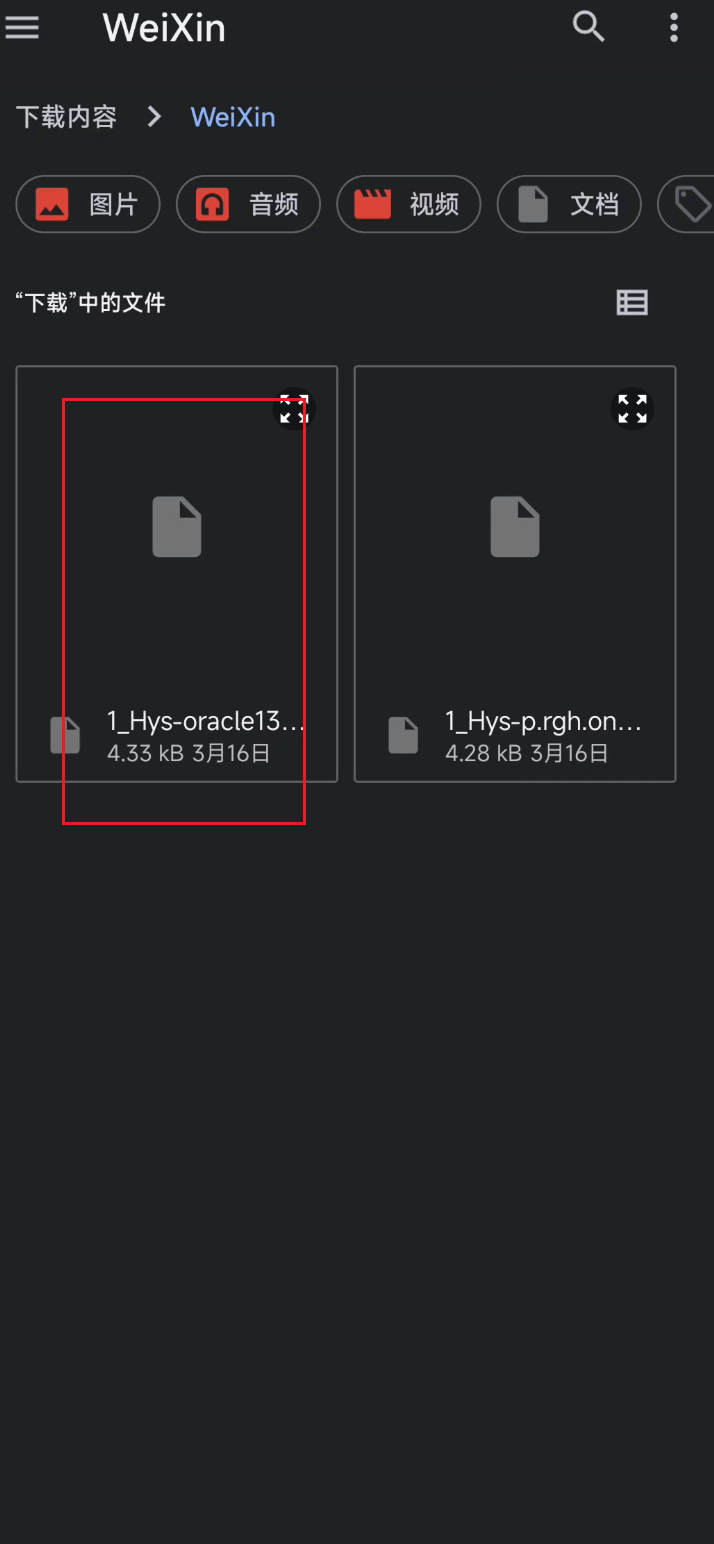 WeiXin
下载内容 > WeiXin
图片 音频 视频 文档
“下载”中的文件
1_Hys-oracle13...
4.33 kB 3月16日
1_Hys-p.rgh.on...
4.28 kB 3月16日